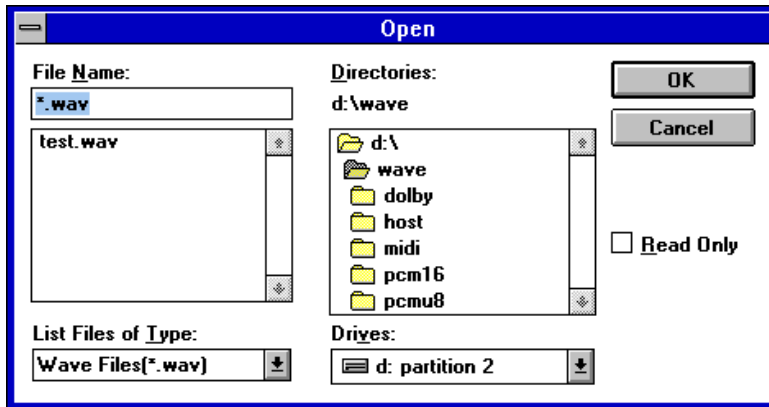 Open
File Name:
*.wav
test.wav
List Files of Type:
Wave Files(*.wav)
Directories:
d:\wave
d:\
wave
dolby
host
midi
pcm16
pcmu8
Drives:
d: partition 2
OK
Cancel
Read Only